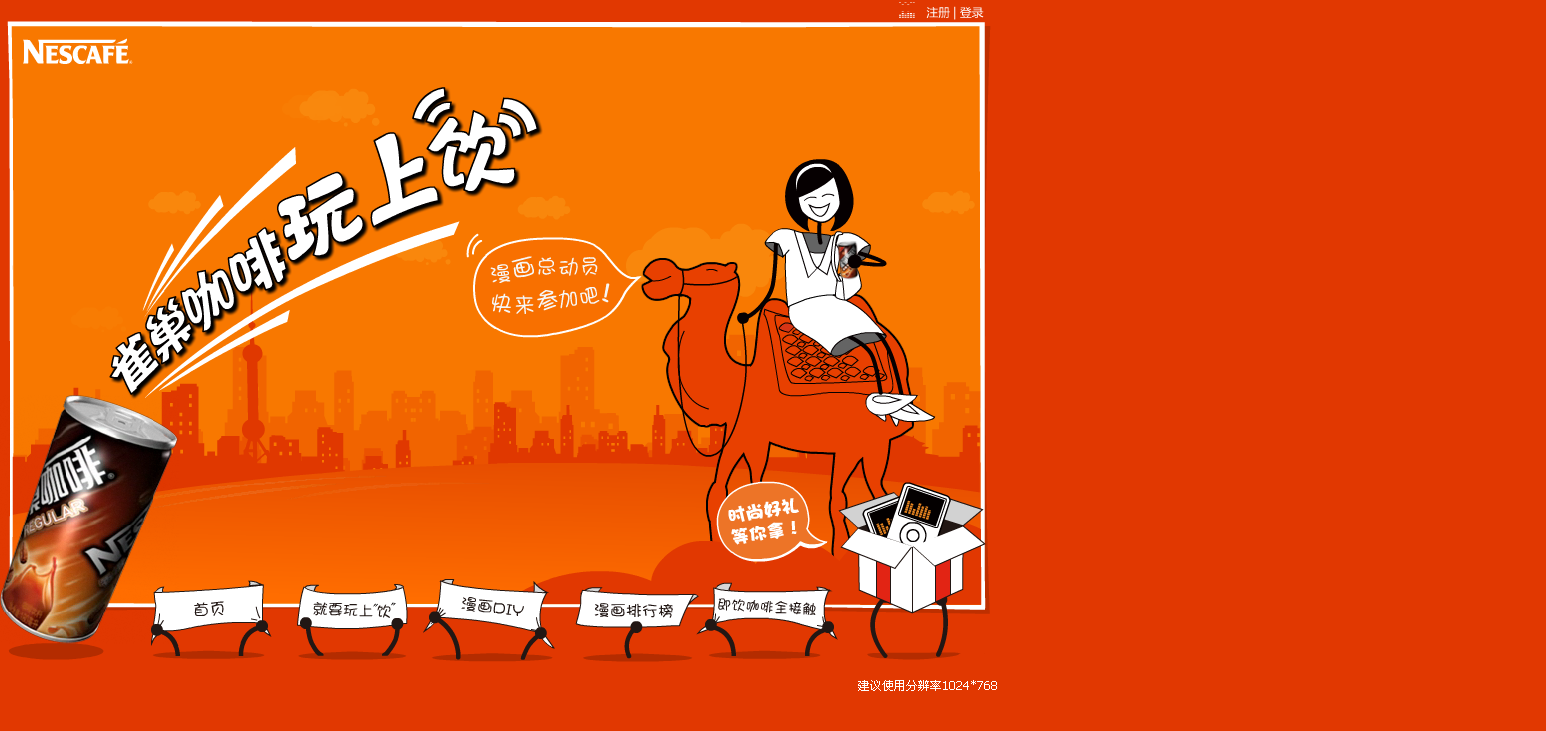 注册 | 登录
NESCAFÉ
雀巢咖啡玩上饮
漫画总动员
快来参加吧!
咖啡
REGULAR
时尚好礼
等你拿!
首页
就要玩上“饮”
漫画DIY
漫画排行榜
即饮咖啡全接触
建议使用分辨率1024*768